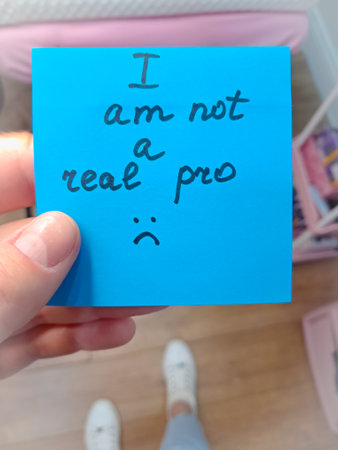 I
am not
a
real pro
:(